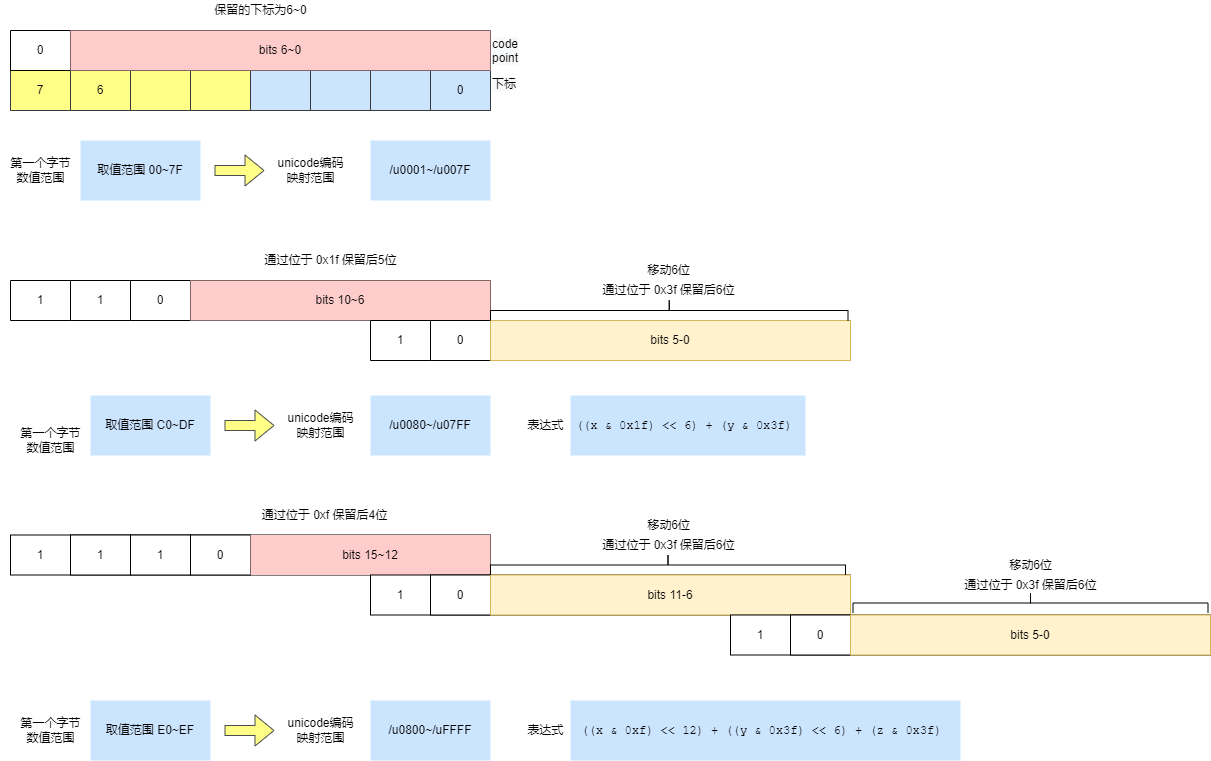 保留的下标为6~0
0
bits 6~0
code
point
7
6
0
下标
第一个字节
数值范围
取值范围 00~7F
unicode编码
映射范围
/u0001~/u007F
通过位于 0x1f 保留后5位
移动6位
通过位于 0x3f 保留后6位
1
1
0
bits 10~6
1
0
bits 5-0
第一个字节
数值范围
取值范围 C0~DF
unicode编码
映射范围
/u0080~/u07FF
表达式
((x & 0x1f) << 6) + (y & 0x3f)
通过位于 0xf 保留后4位
移动6位
通过位于 0x3f 保留后6位
移动6位
通过位于 0x3f 保留后6位
1
1
1
0
bits 15~12
1
0
bits 11-6
1
0
bits 5-0
第一个字节
数值范围
取值范围 E0~EF
unicode编码
映射范围
/u0800~/uFFFF
表达式
((x & 0xf) << 12) + ((y & 0x3f) << 6) + (z & 0x3f)